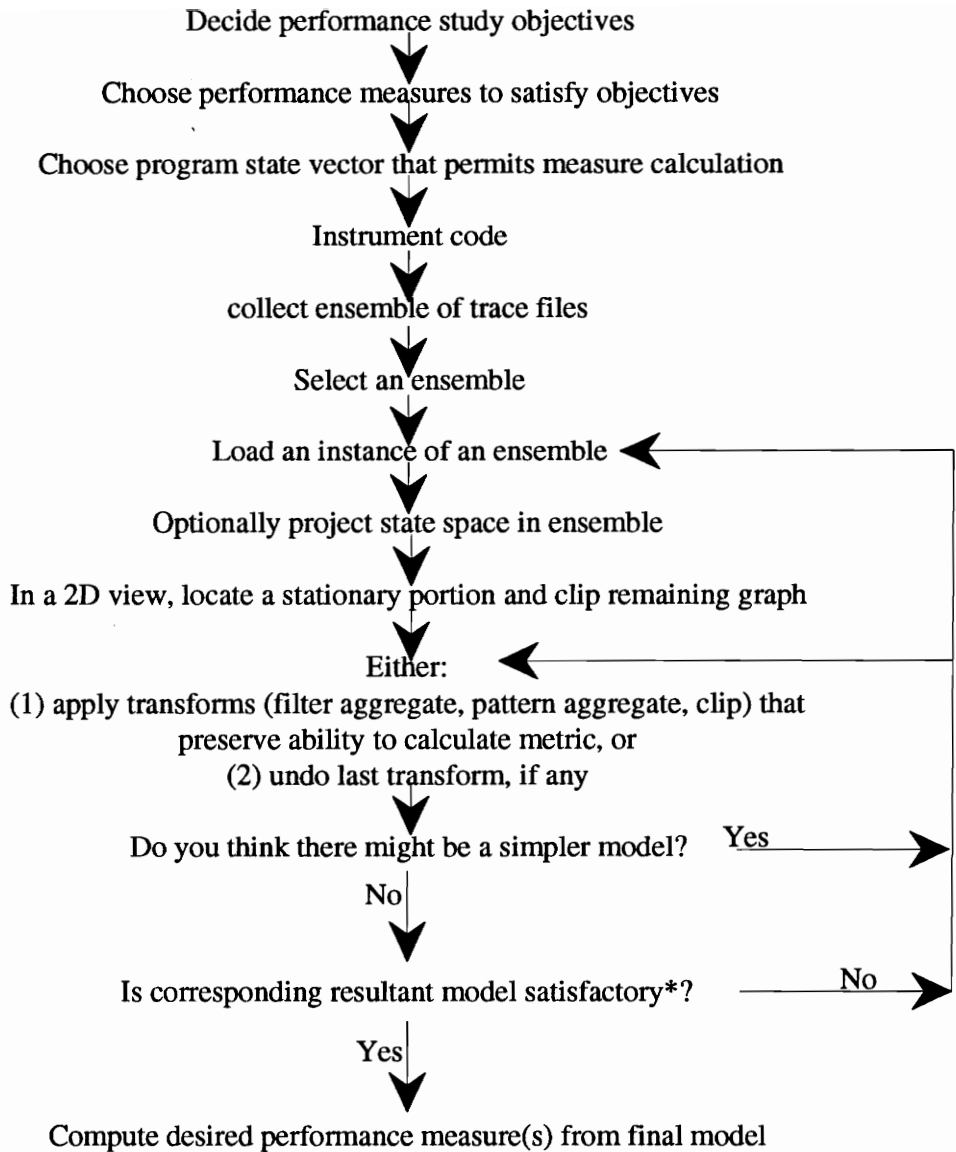 Decide performance study objectives
Choose performance measures to satisfy objectives
Choose program state vector that permits measure calculation
Instrument code
collect ensemble of trace files
Select an ensemble
Load an instance of an ensemble
Optionally project state space in ensemble
In a 2D view, locate a stationary portion and clip remaining graph
Either:
(1) apply transforms (filter aggregate, pattern aggregate, clip) that
preserve ability to calculate metric, or
(2) undo last transform, if any
Do you think there might be a simpler model?
Yes
No
Is corresponding resultant model satisfactory*?
No
Yes
Compute desired performance measure(s) from final model